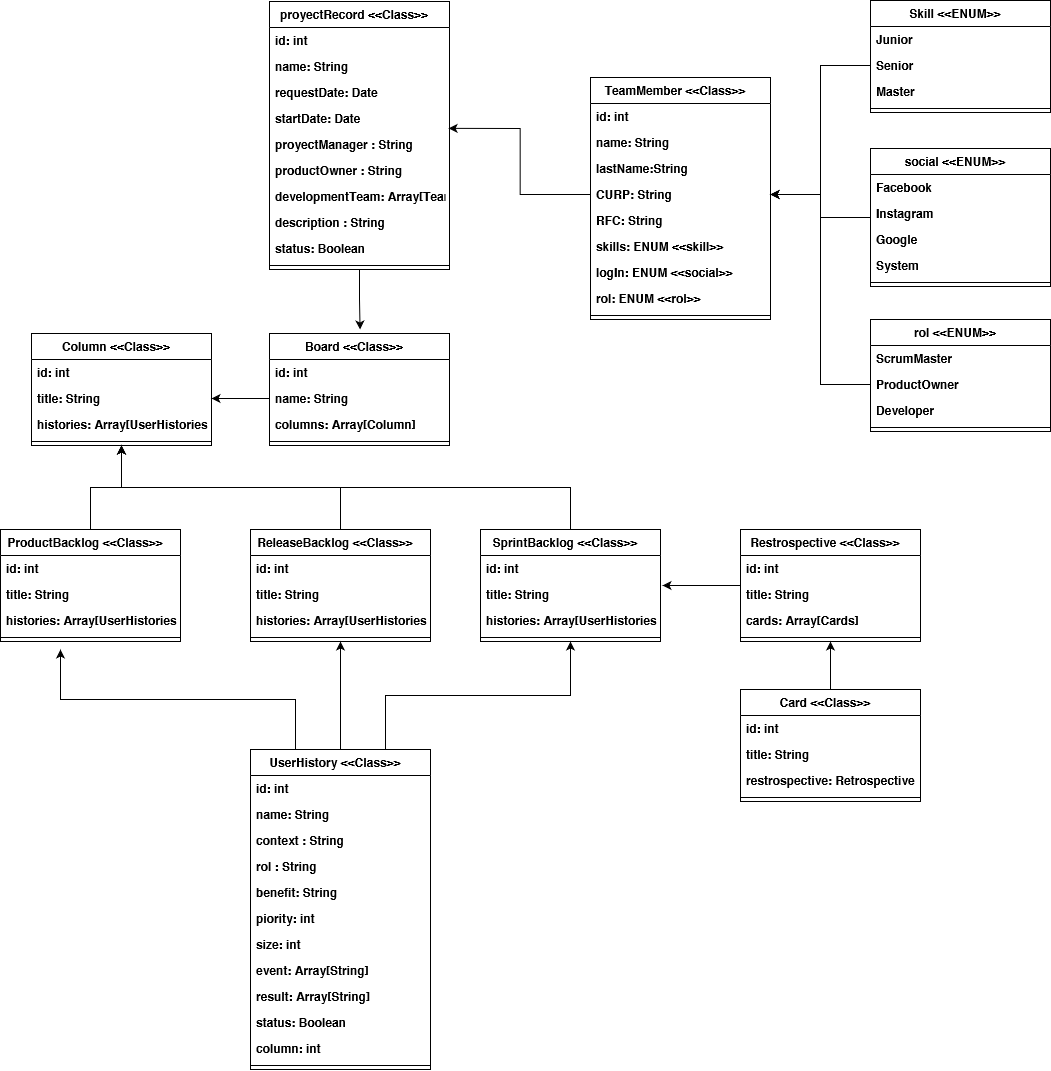 proyectRecord <<Class>>
id: int
name: String
requestDate: Date
startDate: Date
proyectManager : String
productOwner : String
developmentTeam: Array[Tea
description : String
status: Boolean
TeamMember <<Class>>
id: int
name: String
lastName:String
CURP: String
RFC: String
skills: ENUM <<skill>>
logIn: ENUM <<social>>
rol: ENUM <<rol>>
Skill <<ENUM>>
Junior
Senior
Master
social <<ENUM>>
Facebook
Instagram
Google
System
rol <<ENUM>>
ScrumMaster
ProductOwner
Developer
Column <<Class>>
id: int
title: String
histories: Array[UserHistories
Board <<Class>>
id: int
name: String
columns: Array[Column]
ProductBacklog <<Class>>
id: int
title: String
histories: Array[UserHistories
ReleaseBacklog <<Class>>
id: int
title: String
histories: Array[UserHistories
SprintBacklog <<Class>>
id: int
title: String
histories: Array[UserHistories
Restrospective <<Class>>
id: int
title: String
cards: Array[Cards]
Card <<Class>>
id: int
title: String
restrospective: Retrospective
UserHistory <<Class>>
id: int
name: String
context : String
rol : String
benefit: String
piority: int
size: int
event: Array[String]
result: Array[String]
status: Boolean
column: int